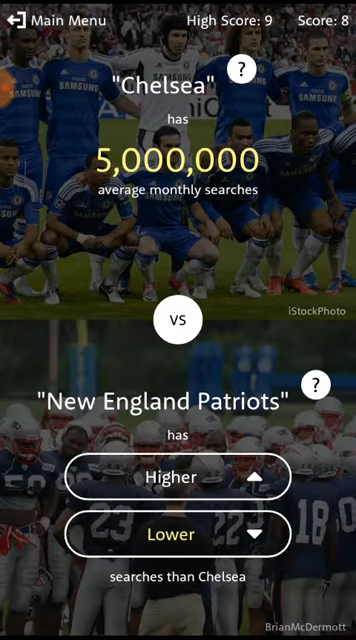 Main Menu High Score: 9 Score: 8
"Chelsea" ?
has
5,000,000
average monthly searches
iStockPhoto
VS
"New England Patriots" ?
has
Higher
Lower
searches than Chelsea
BrianMcDermott